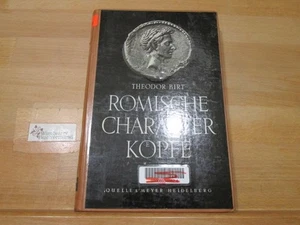 THEODOR BIRT
RÖMISCHE
CHARAKTER
KÖPFE
QUELLE & MEYER HEIDELBERG